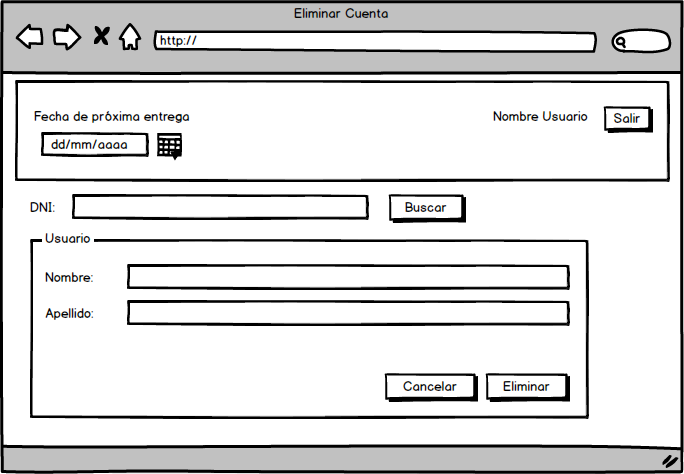 Eliminar Cuenta
http://
Fecha de próxima entrega
Nombre Usuario
Salir
dd/mm/aaaa
DNI:
Buscar
Usuario
Nombre:
Apellido:
Cancelar
Eliminar